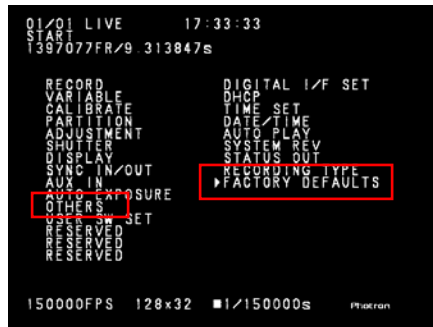 01/01 LIVE 17:33:33
START
1397077FR/9.313847s
RECORD
VARIABLE
CALIBRATE
PARTITION
ADJUSTMENT
SHUTTER
DISPLAY
SYNC IN/OUT
AUX IN
AUTO EXPOSURE
OTHERS
USER SW SET
RESERVED
RESERVED
RESERVED
DIGITAL I/F SET
DHCP
TIME SET
DATE/TIME
AUTO PLAY
SYSTEM REV
STATUS OUT
RECORDING TYPE
▶FACTORY DEFAULTS
150000FPS 128x32 ■1/150000s Photron